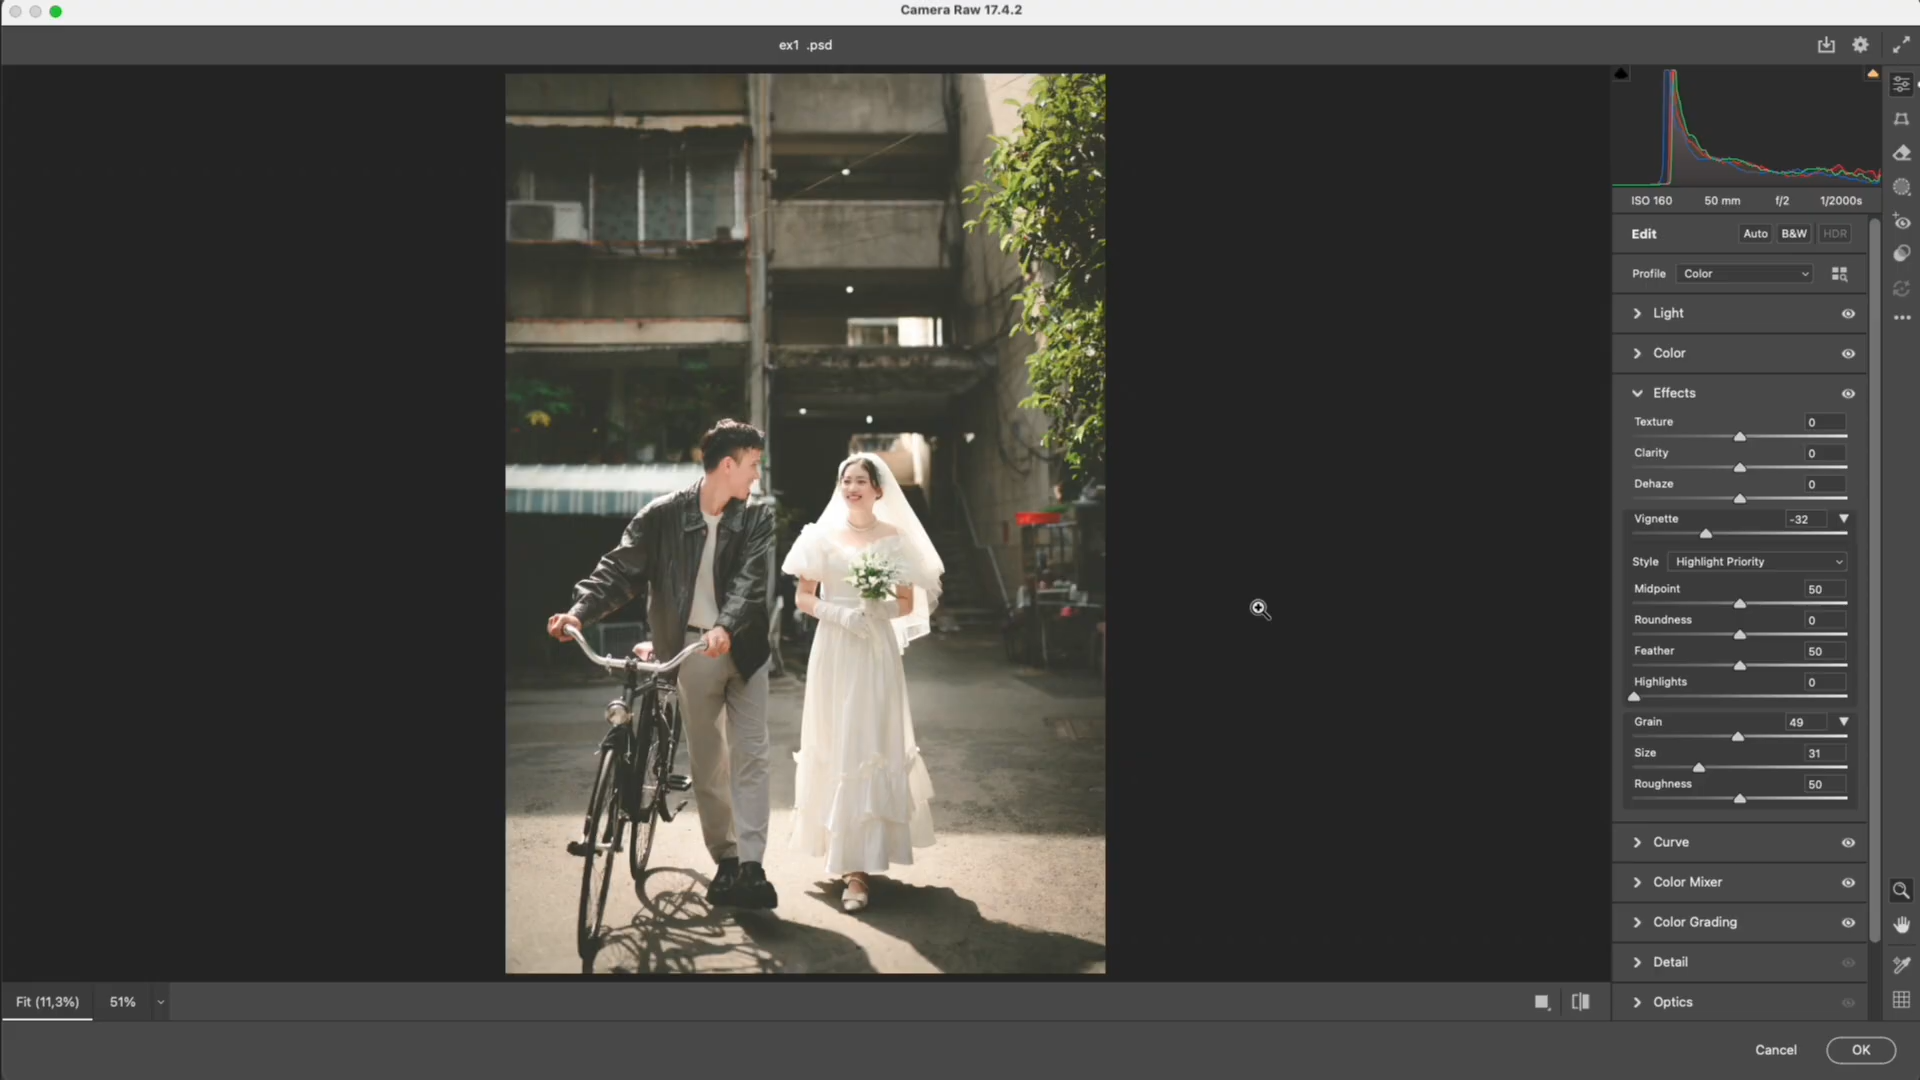 Camera Raw 17.4.2
ex1 .psd
ISO 160 50 mm f/2 1/2000s
Edit Auto B&W HDR
Profile Color
Light
Color
Effects
Texture 0
Clarity 0
Dehaze 0
Vignette -32
Style Highlight Priority
Midpoint 50
Roundness 0
Feather 50
Highlights 0
Grain 49
Size 31
Roughness 50
Curve
Color Mixer
Color Grading
Detail
Optics
Fit (11,3%) 51%
Cancel OK